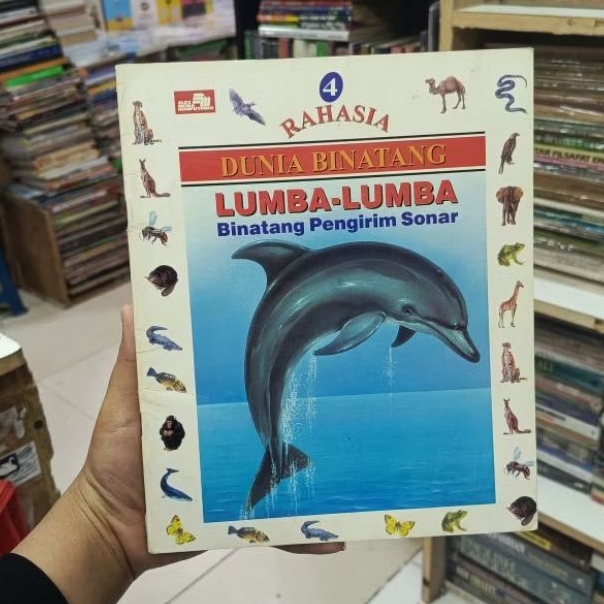 4
RAHASIA
DUNIA BINATANG
LUMBA-LUMBA
Binatang Pengirim Sonar